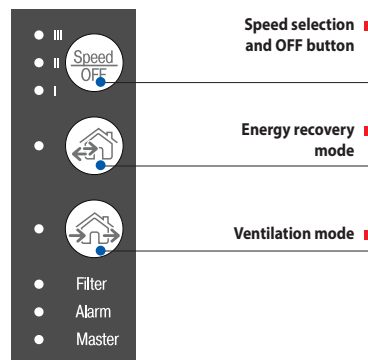 III
II
I
Speed
OFF
Speed selection
and OFF button
Energy recovery
mode
Ventilation mode
Filter
Alarm
Master